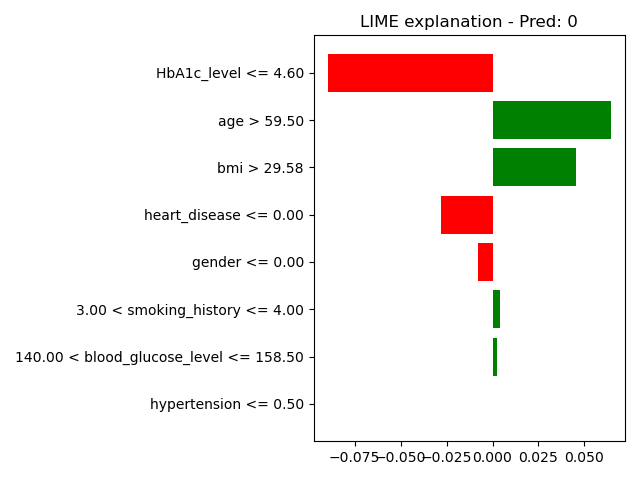 LIME explanation - Pred: 0
HbA1c_level <= 4.60
age > 59.50
bmi > 29.58
heart_disease <= 0.00
gender <= 0.00
3.00 < smoking_history <= 4.00
140.00 < blood_glucose_level <= 158.50
hypertension <= 0.50
−0.075 −0.050 −0.025 0.000 0.025 0.050